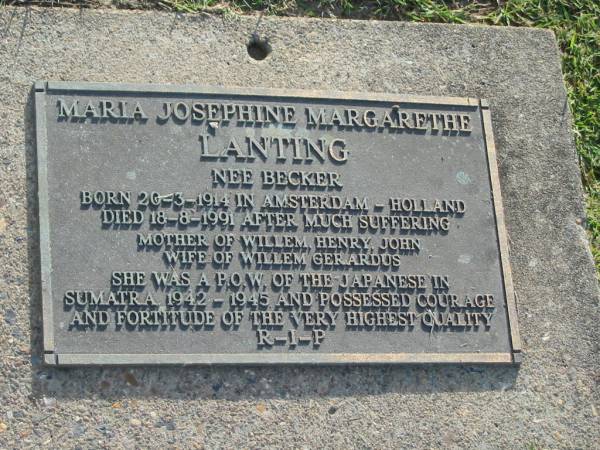 MARIA JOSEPHINE MARGARETHE
LANTING
NEE BECKER
BORN 20-3-1914 IN AMSTERDAM - HOLLAND
DIED 18-8-1991 AFTER MUCH SUFFERING
MOTHER OF WILLEM, HENRY, JOHN
WIFE OF WILLEM GERARDUS
SHE WAS A P.O.W. OF THE JAPANESE IN
SUMATRA 1942 - 1945 AND POSSESSED COURAGE
AND FORTITUDE OF THE VERY HIGHEST QUALITY
R-I-P